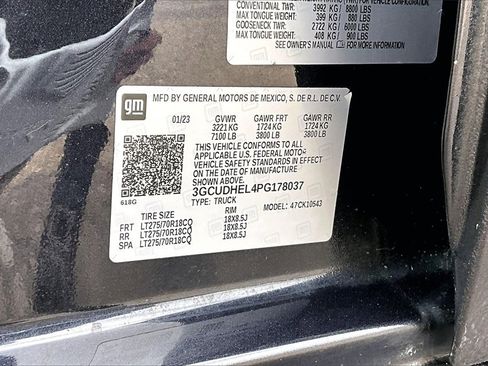 CONVENTIONAL TWR: 3992 KG/ 8800 LBS
MAX TONGUE WEIGHT: 399 KG/ 880 LBS
GOOSENECK TWR: 2722 KG/ 6000 LBS
MAX TONGUE WEIGHT: 408 KG/ 900 LBS
SEE OWNER'S MANUAL FOR
gm
MFD BY GENERAL MOTORS DE MEXICO, S. DE R.L. DE C.V.
01/23 GVWR GAWR FRT GAWR RR
3221 KG 1724 KG 1724 KG
7100 LB 3800 LB 3800 LB
THIS VEHICLE CONFORMS TO ALL
APPLICABLE U.S. FEDERAL MOTOR
VEHICLE SAFETY STANDARDS IN EFFECT
ON THE DATE OF MANUFACTURE
SHOWN ABOVE.
3GCUDHEL4PG178037
618G TYPE: TRUCK
47CK10543
TIRE SIZE RIM
FRT LT275/70R18CQ 18X8.5J
RR LT275/70R18CQ 18X8.5J
SPA LT275/70R18CQ 18X8.5J